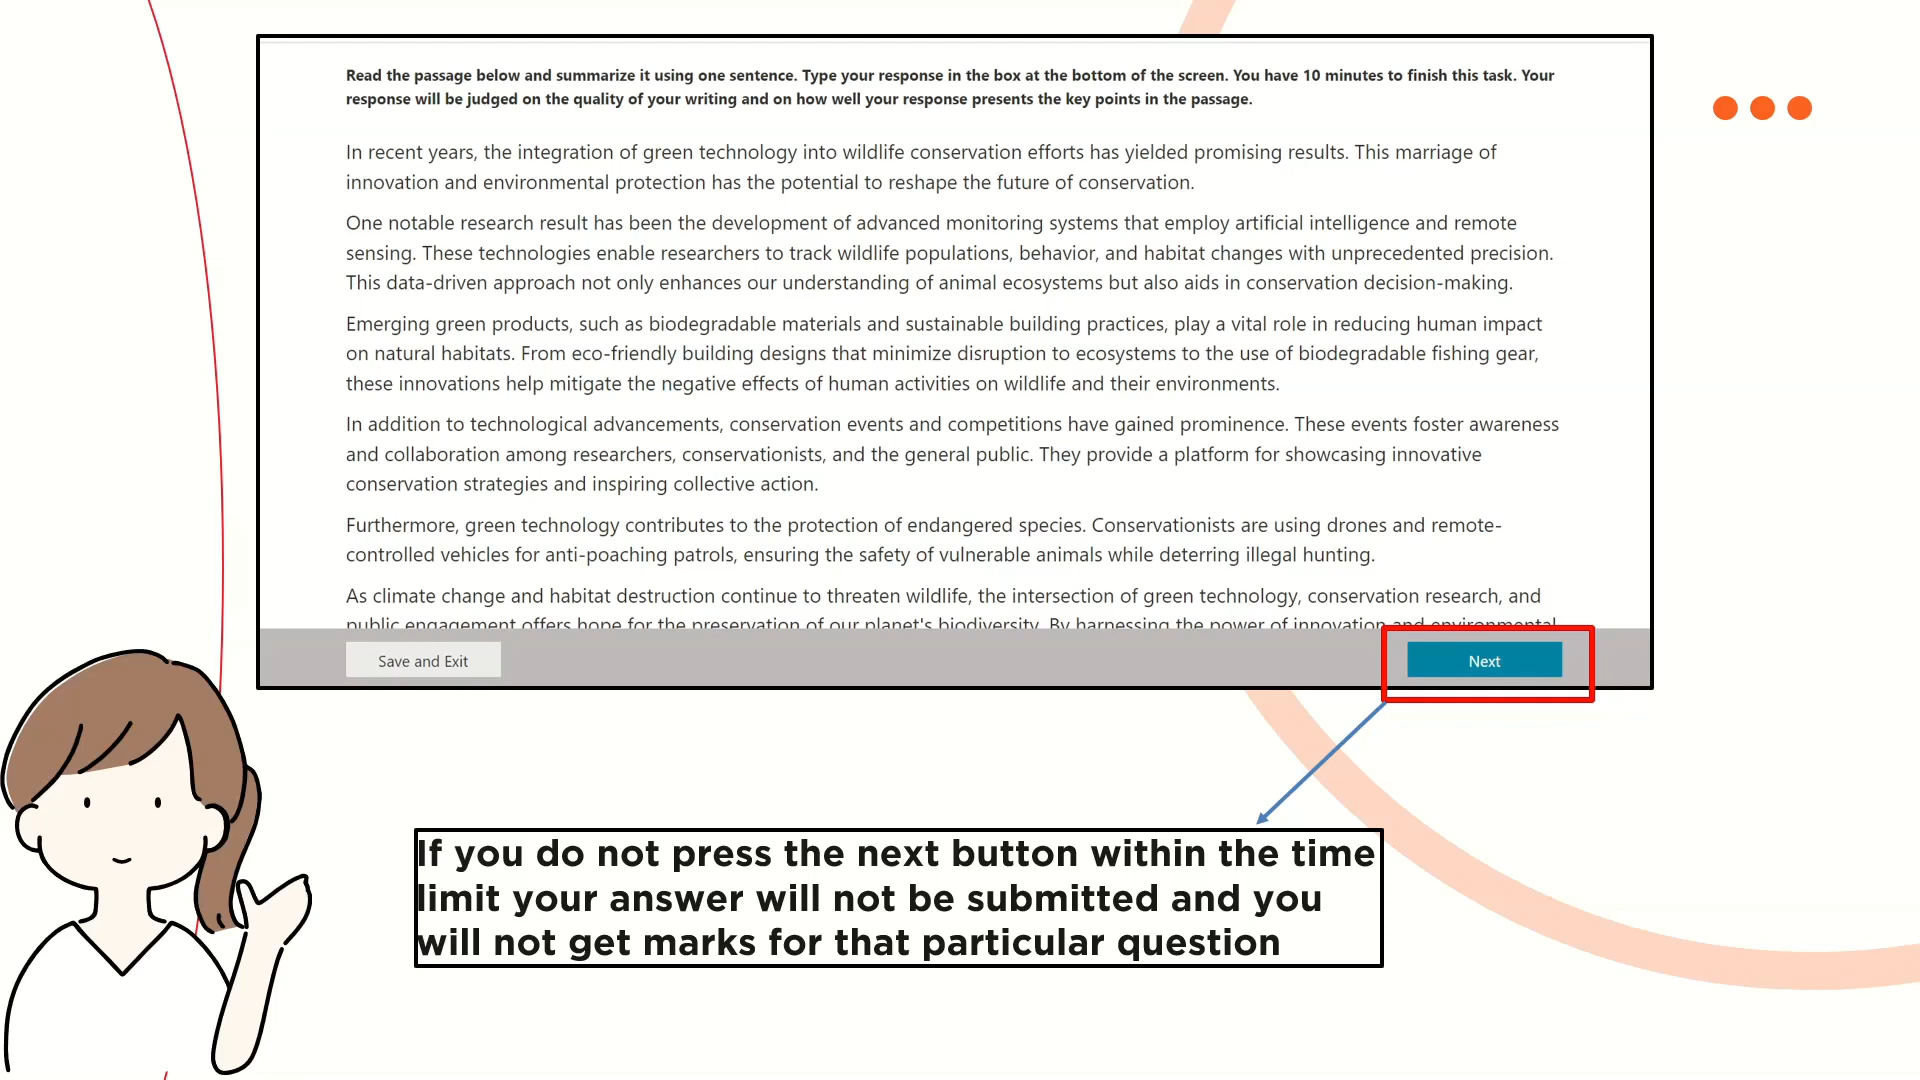 Read the passage below and summarize it using one sentence. Type your response in the box at the bottom of the screen. You have 10 minutes to finish this task. Your
response will be judged on the quality of your writing and on how well your response presents the key points in the passage.
In recent years, the integration of green technology into wildlife conservation efforts has yielded promising results. This marriage of
innovation and environmental protection has the potential to reshape the future of conservation.
One notable research result has been the development of advanced monitoring systems that employ artificial intelligence and remote
sensing. These technologies enable researchers to track wildlife populations, behavior, and habitat changes with unprecedented precision.
This data-driven approach not only enhances our understanding of animal ecosystems but also aids in conservation decision-making.
Emerging green products, such as biodegradable materials and sustainable building practices, play a vital role in reducing human impact
on natural habitats. From eco-friendly building designs that minimize disruption to ecosystems to the use of biodegradable fishing gear,
these innovations help mitigate the negative effects of human activities on wildlife and their environments.
In addition to technological advancements, conservation events and competitions have gained prominence. These events foster awareness
and collaboration among researchers, conservationists, and the general public. They provide a platform for showcasing innovative
conservation strategies and inspiring collective action.
Furthermore, green technology contributes to the protection of endangered species. Conservationists are using drones and remote-
controlled vehicles for anti-poaching patrols, ensuring the safety of vulnerable animals while deterring illegal hunting.
As climate change and habitat destruction continue to threaten wildlife, the intersection of green technology, conservation research, and
public engagement offers hope for the preservation of our planet's biodiversity. By harnessing the power of innovation and environmental
Save and Exit
Next
If you do not press the next button within the time
limit your answer will not be submitted and you
will not get marks for that particular question